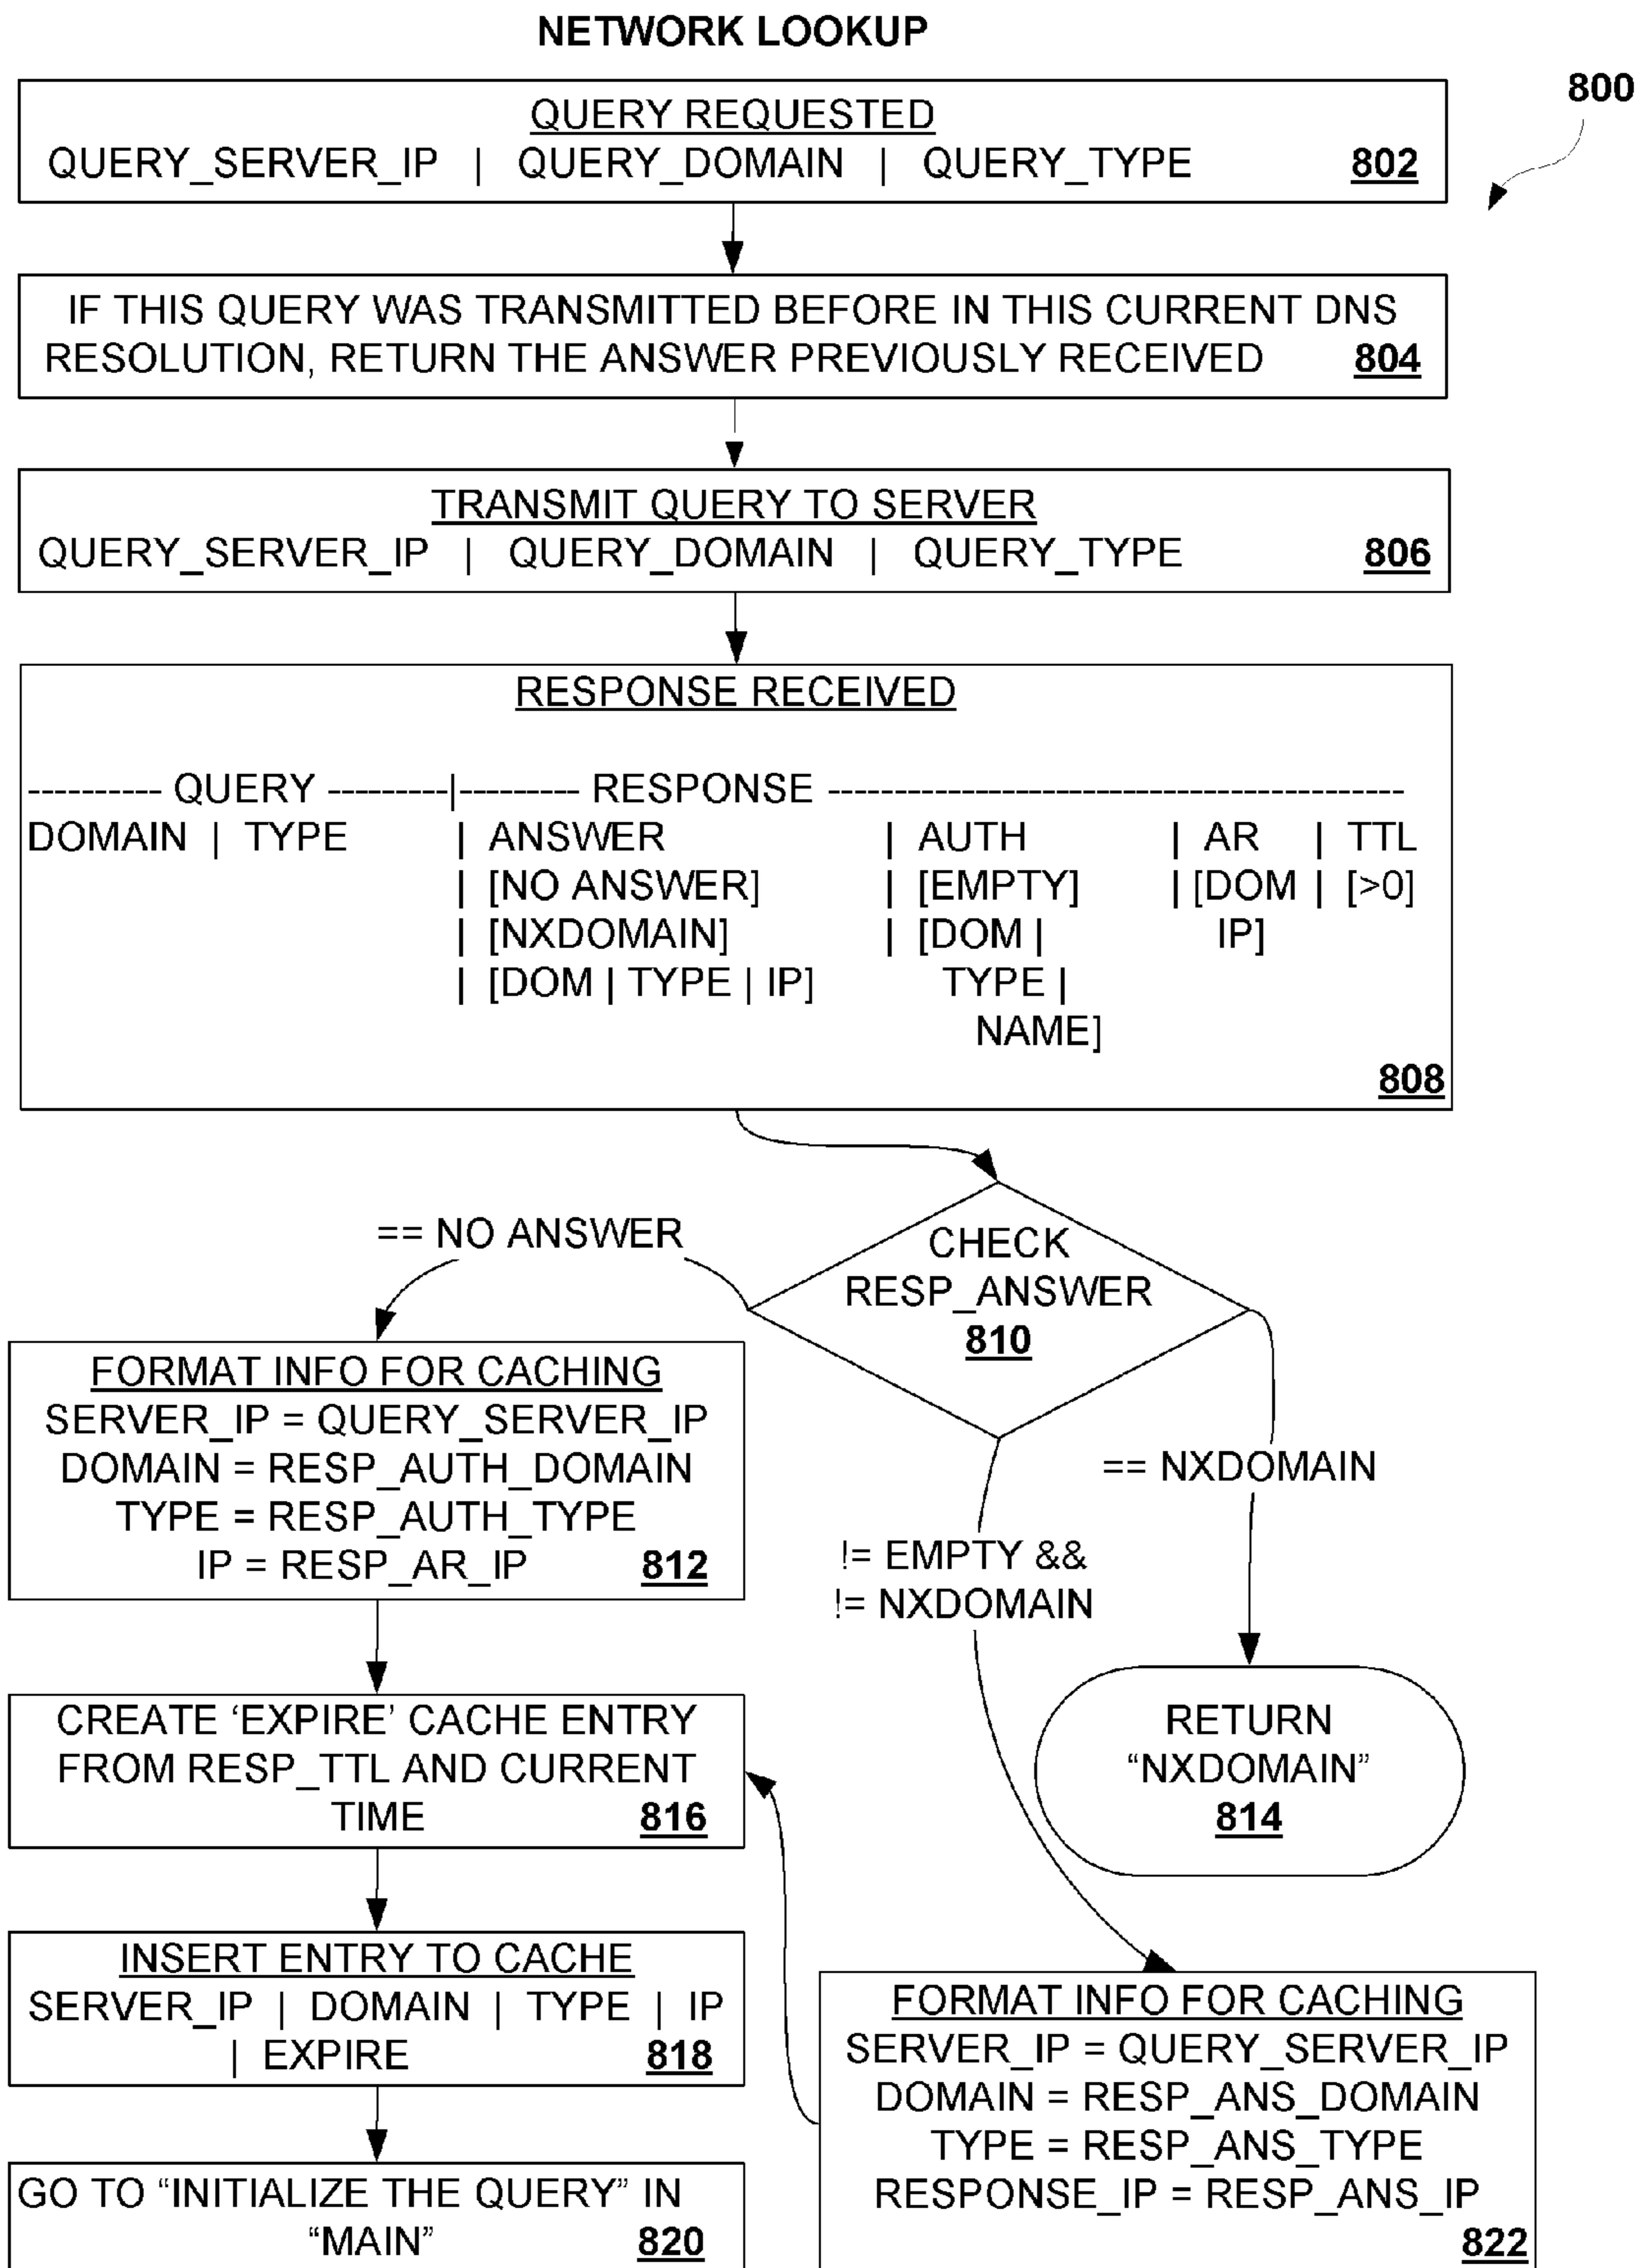 NETWORK LOOKUP
800
QUERY REQUESTED
QUERY_SERVER_IP | QUERY_DOMAIN | QUERY_TYPE 802
IF THIS QUERY WAS TRANSMITTED BEFORE IN THIS CURRENT DNS
RESOLUTION, RETURN THE ANSWER PREVIOUSLY RECEIVED 804
TRANSMIT QUERY TO SERVER
QUERY_SERVER_IP | QUERY_DOMAIN | QUERY_TYPE 806
RESPONSE RECEIVED
---------- QUERY ---------|--------- RESPONSE -------------------------------------------
DOMAIN | TYPE | ANSWER | AUTH | AR | TTL
| [NO ANSWER] | [EMPTY] | [DOM | [>0]
| [NXDOMAIN] | [DOM | IP]
| [DOM | TYPE | IP] TYPE |
NAME]
808
== NO ANSWER
CHECK
RESP_ANSWER
810
== NXDOMAIN
!= EMPTY &&
!= NXDOMAIN
FORMAT INFO FOR CACHING
SERVER_IP = QUERY_SERVER_IP
DOMAIN = RESP_AUTH_DOMAIN
TYPE = RESP_AUTH_TYPE
IP = RESP_AR_IP 812
RETURN
“NXDOMAIN”
814
CREATE ‘EXPIRE’ CACHE ENTRY
FROM RESP_TTL AND CURRENT
TIME 816
INSERT ENTRY TO CACHE
SERVER_IP | DOMAIN | TYPE | IP
| EXPIRE 818
GO TO “INITIALIZE THE QUERY” IN
“MAIN” 820
FORMAT INFO FOR CACHING
SERVER_IP = QUERY_SERVER_IP
DOMAIN = RESP_ANS_DOMAIN
TYPE = RESP_ANS_TYPE
RESPONSE_IP = RESP_ANS_IP
822